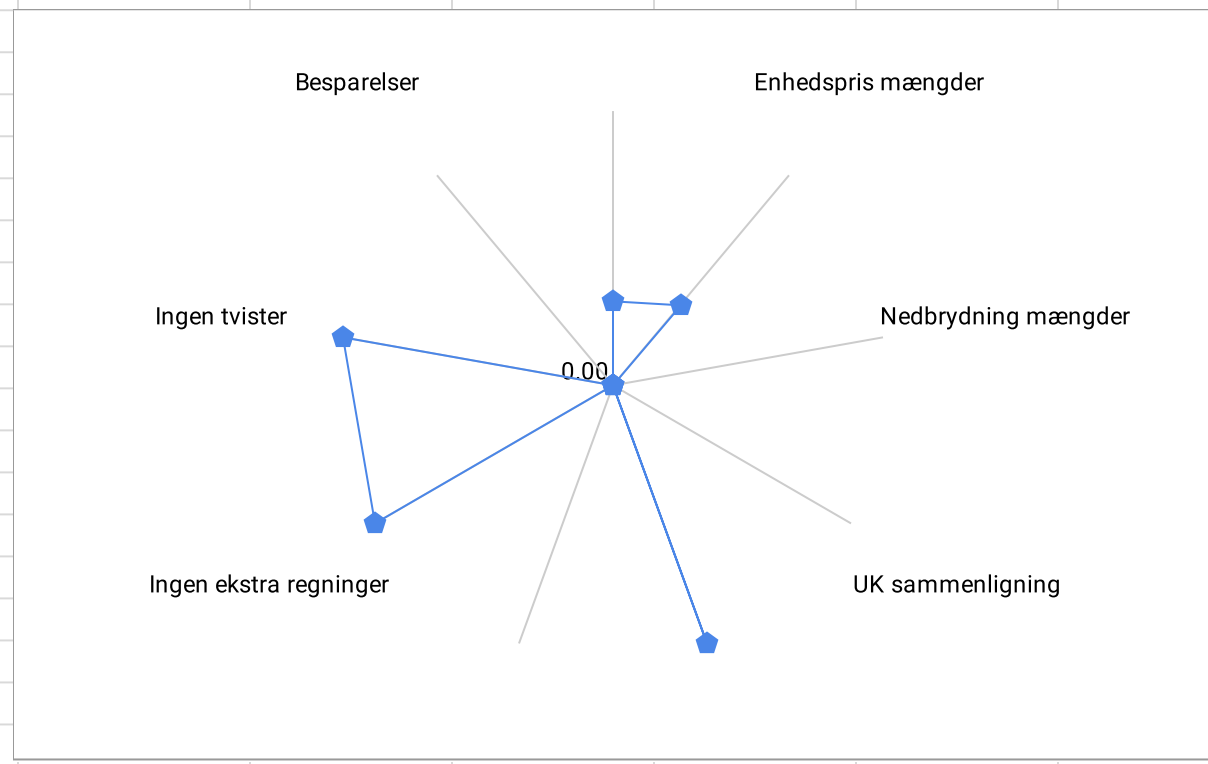 Besparelser
Enhedspris mængder
Ingen tvister
Nedbrydning mængder
0.00
Ingen ekstra regninger
UK sammenligning